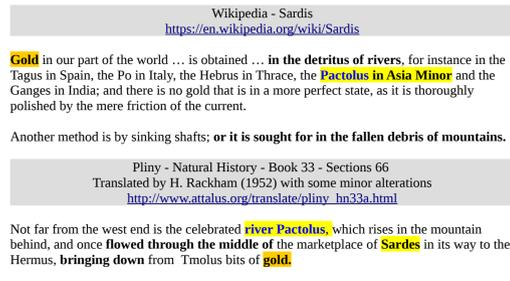 Wikipedia - Sardis
https://en.wikipedia.org/wiki/Sardis
Gold in our part of the world … is obtained … in the detritus of rivers, for instance in the
Tagus in Spain, the Po in Italy, the Hebrus in Thrace, the Pactolus in Asia Minor and the
Ganges in India; and there is no gold that is in a more perfect state, as it is thoroughly
polished by the mere friction of the current.
Another method is by sinking shafts; or it is sought for in the fallen debris of mountains.
Pliny - Natural History - Book 33 - Sections 66
Translated by H. Rackham (1952) with some minor alterations
http://www.attalus.org/translate/pliny_hn33a.html
Not far from the west end is the celebrated river Pactolus, which rises in the mountain
behind, and once flowed through the middle of the marketplace of Sardes in its way to the
Hermus, bringing down from Tmolus bits of gold.